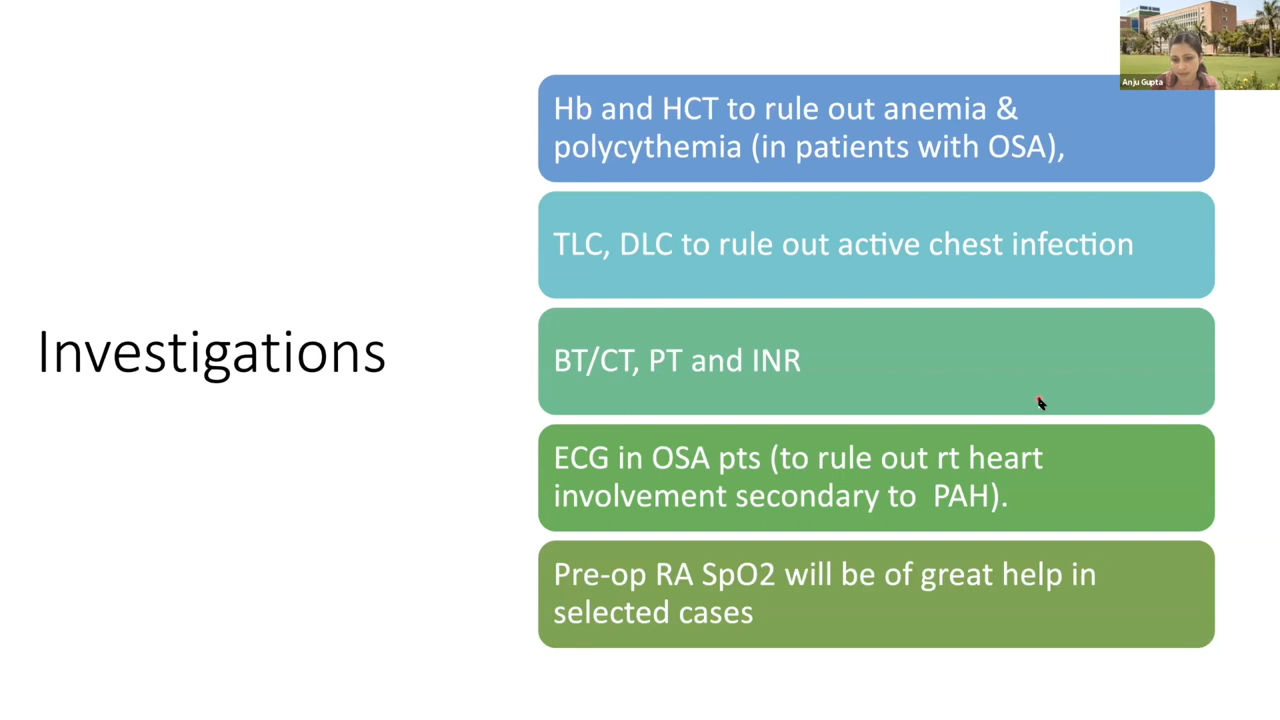 Anju Gupta
Hb and HCT to rule out anemia &
polycythemia (in patients with OSA),
TLC, DLC to rule out active chest infection
Investigations
BT/CT, PT and INR
ECG in OSA pts (to rule out rt heart
involvement secondary to  PAH).
Pre-op RA SpO2 will be of great help in
selected cases